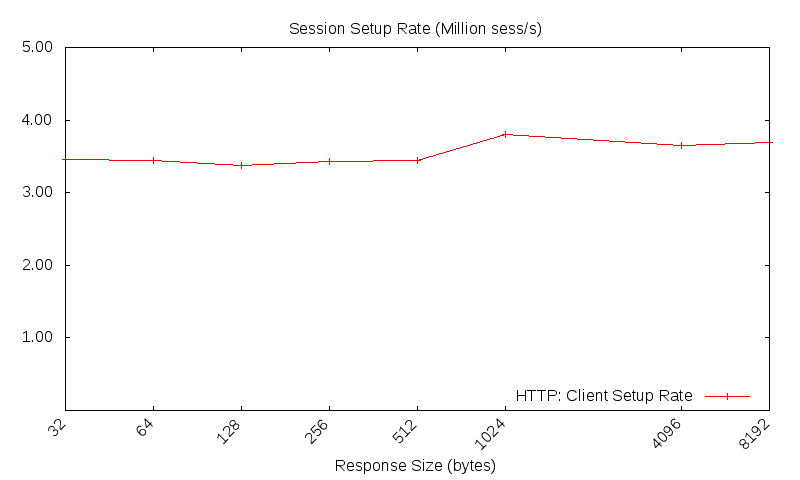 Session Setup Rate (Million sess/s)
5.00
4.00
3.00
2.00
1.00
HTTP: Client Setup Rate
32 64 128 256 512 1024 4096 8192
Response Size (bytes)